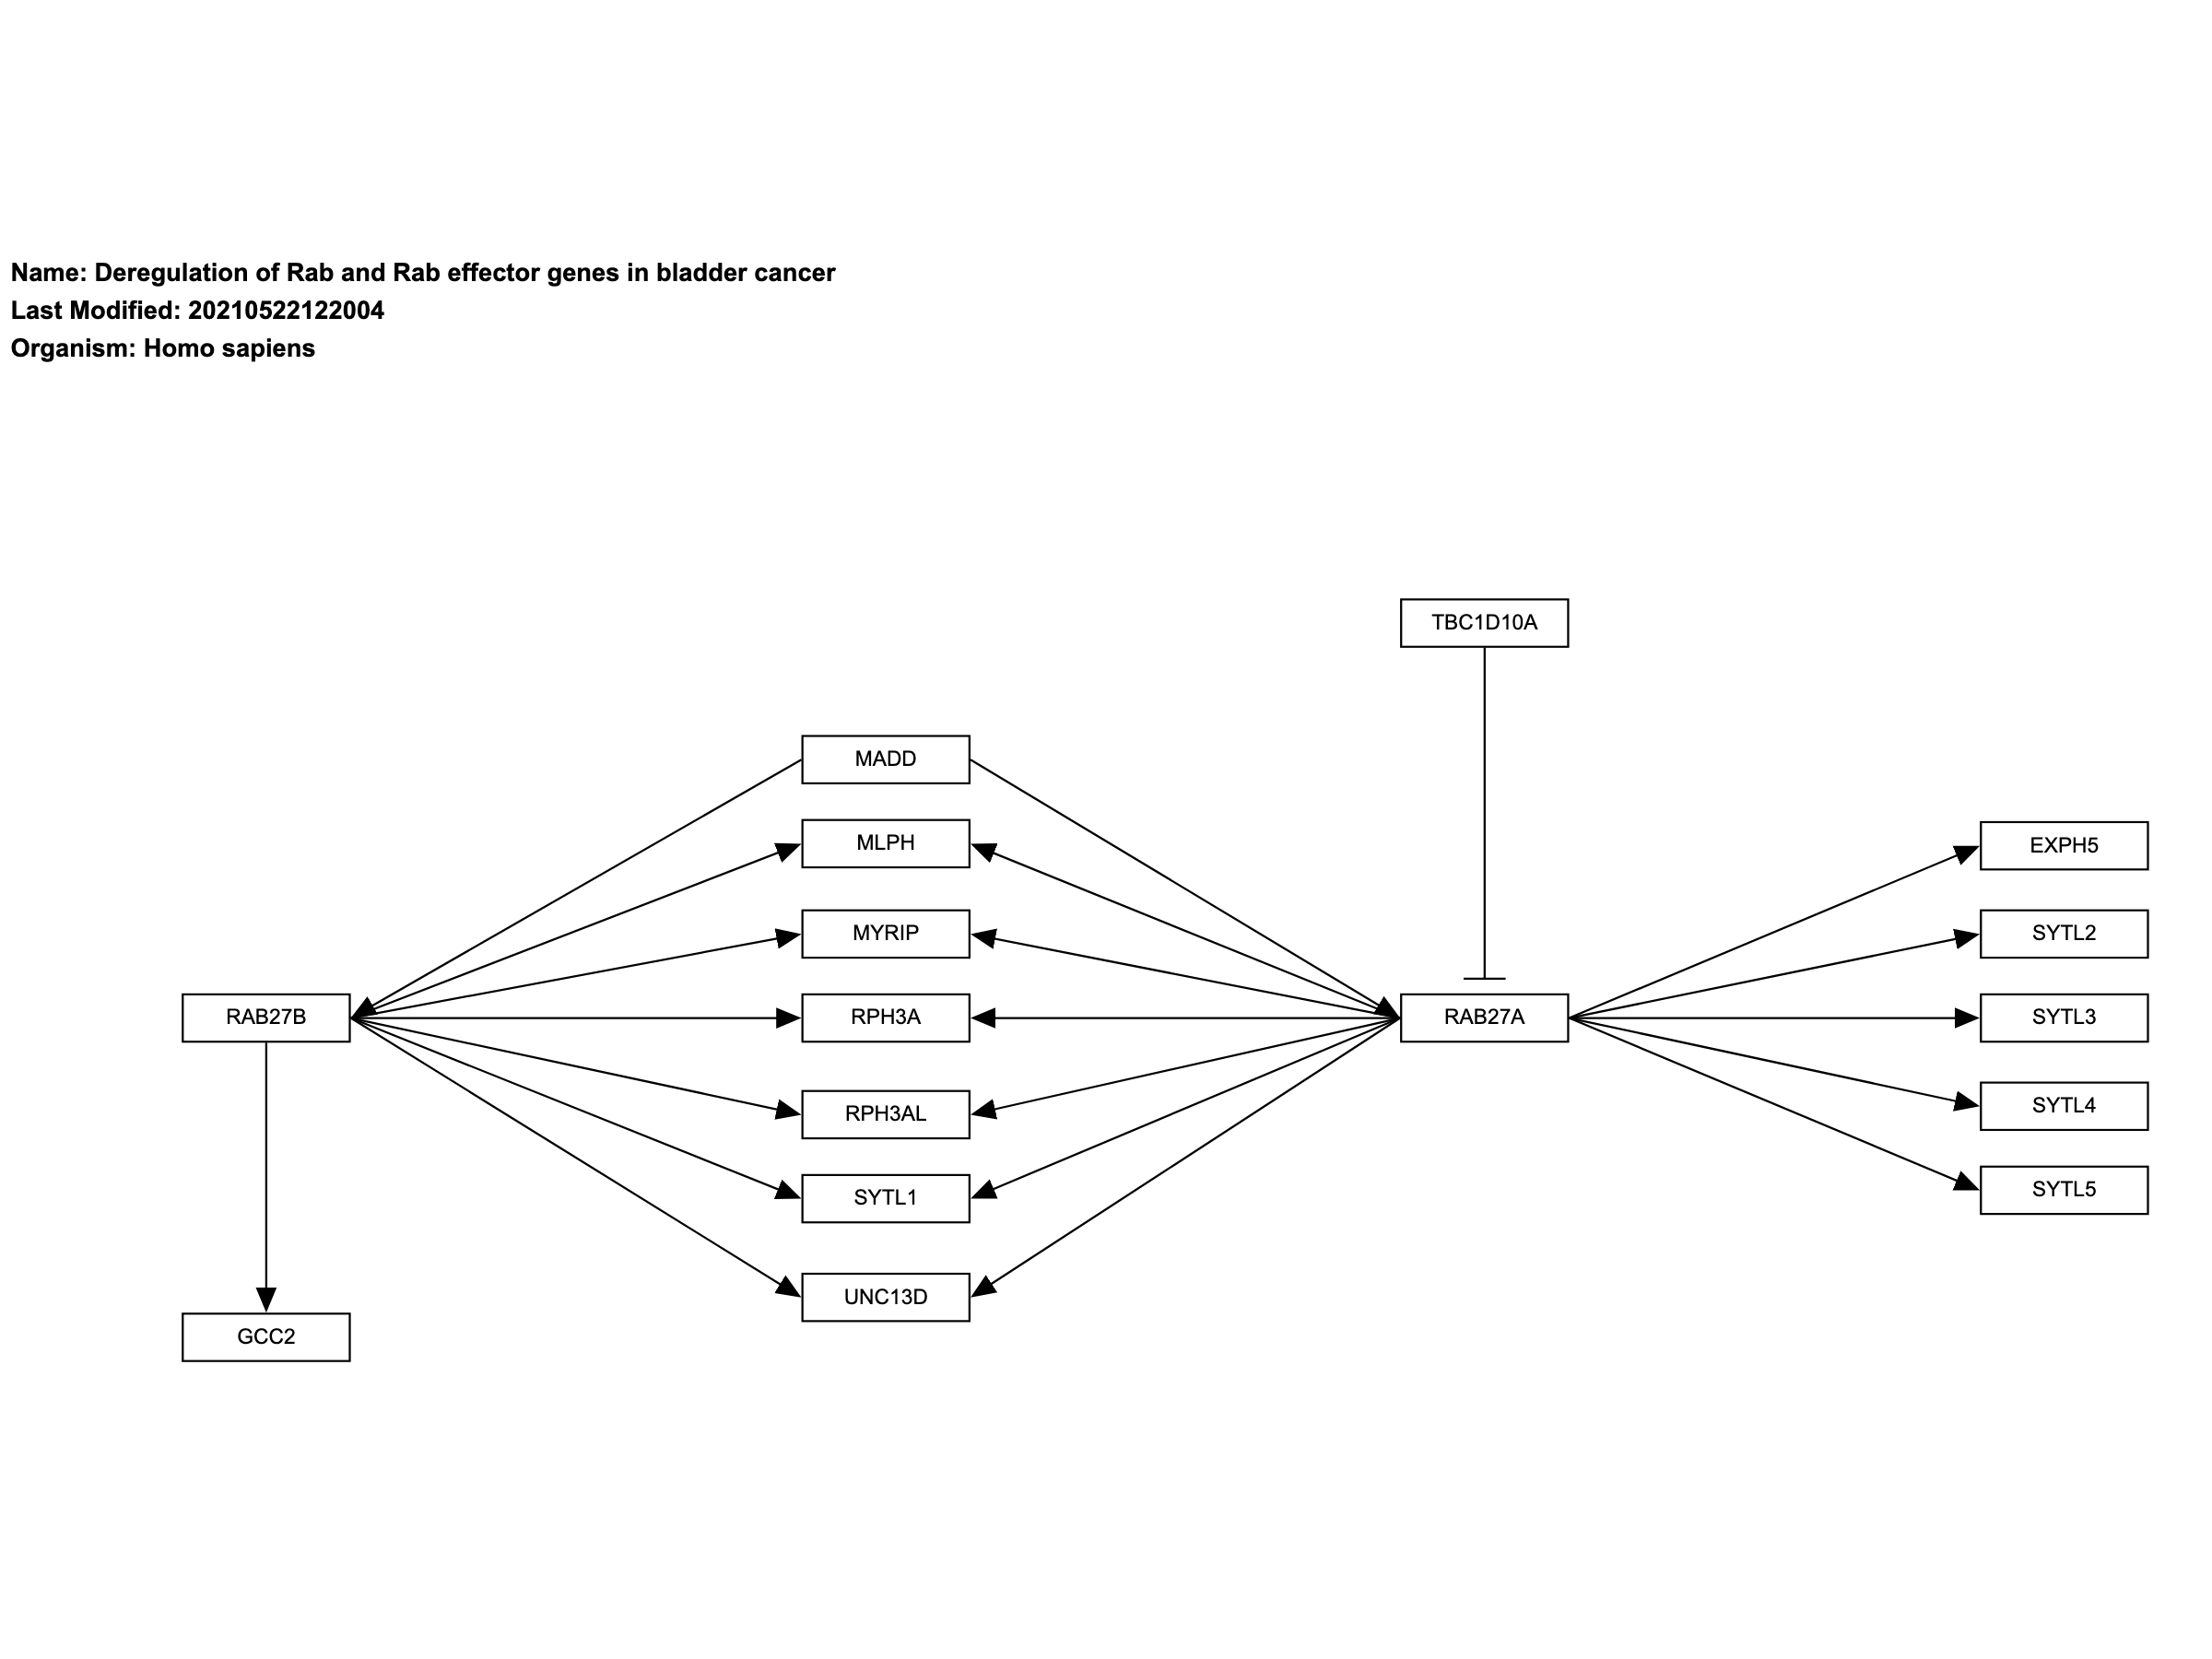 Name: Deregulation of Rab and Rab effector genes in bladder cancer
Last Modified: 20210522122004
Organism: Homo sapiens
TBC1D10A
MADD
MLPH
EXPH5
MYRIP
SYTL2
RAB27B
RPH3A
RAB27A
SYTL3
RPH3AL
SYTL4
SYTL1
SYTL5
UNC13D
GCC2